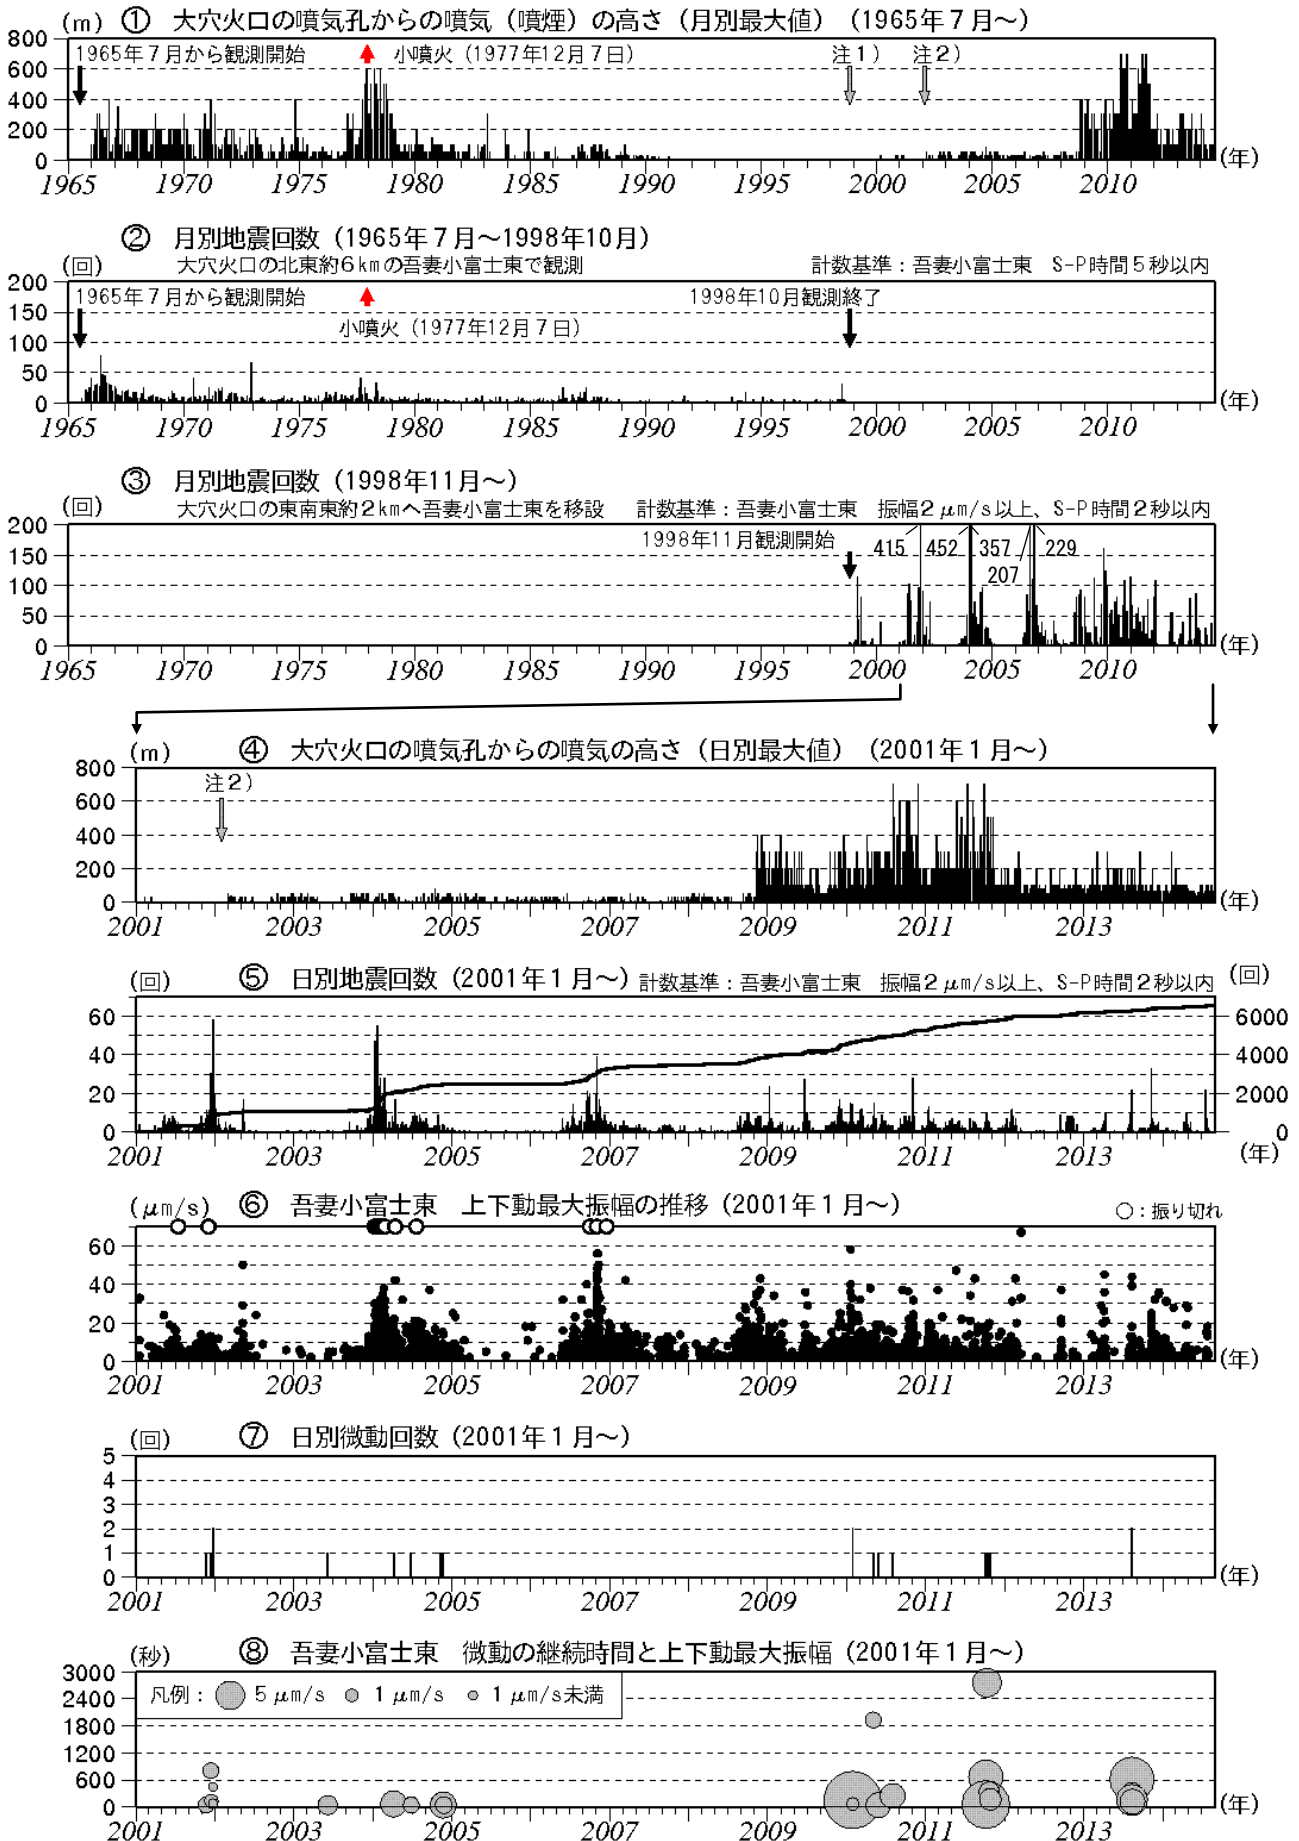 (m) ① 大穴火口の噴気孔からの噴気（噴煙）の高さ（月別最大値）（1965年７月～）
800
1965年７月から観測開始 小噴火（1977年12月７日） 注１） 注２）
600
400
200
0
(年)
1965 1970 1975 1980 1985 1990 1995 2000 2005 2010
② 月別地震回数（1965年７月～1998年10月）
(回) 大穴火口の北東約６kmの吾妻小富士東で観測 計数基準：吾妻小富士東 S-P時間５秒以内
200
1965年７月から観測開始 1998年10月観測終了
150
小噴火（1977年12月７日）
100
50
0
(年)
1965 1970 1975 1980 1985 1990 1995 2000 2005 2010
③ 月別地震回数（1998年11月～）
(回) 大穴火口の東南東約２kmへ吾妻小富士東を移設 計数基準：吾妻小富士東 振幅２μm/s以上、S-P時間２秒以内
200
1998年11月観測開始 415 452 357 229
150
207
100
50
0
(年)
1965 1970 1975 1980 1985 1990 1995 2000 2005 2010
(m) ④ 大穴火口の噴気孔からの噴気の高さ（日別最大値）（2001年１月～）
800
注２）
600
400
200
0
(年)
2001 2003 2005 2007 2009 2011 2013
(回) ⑤ 日別地震回数（2001年１月～） 計数基準：吾妻小富士東 振幅２μm/s以上、S-P時間２秒以内 (回)
60 6000
40 4000
20 2000
0 0
2001 2003 2005 2007 2009 2011 2013 (年)
(μm/s) ⑥ 吾妻小富士東 上下動最大振幅の推移（2001年１月～） ○：振り切れ
60
40
20
0
(年)
2001 2003 2005 2007 2009 2011 2013
(回) ⑦ 日別微動回数（2001年１月～）
5
4
3
2
1
0
(年)
2001 2003 2005 2007 2009 2011 2013
(秒) ⑧ 吾妻小富士東 微動の継続時間と上下動最大振幅（2001年１月～）
3000
凡例： 5 μm/s 1 μm/s 1 μm/s未満
2400
1800
1200
600
0
(年)
2001 2003 2005 2007 2009 2011 2013